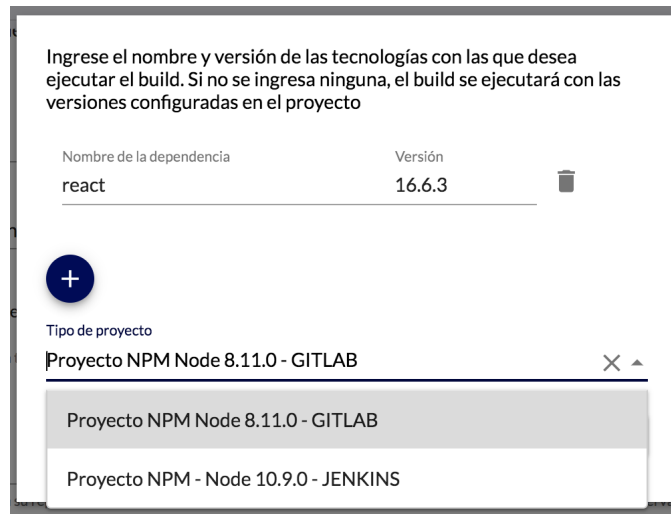 Ingrese el nombre y versión de las tecnologías con las que desea
ejecutar el build. Si no se ingresa ninguna, el build se ejecutará con las
versiones configuradas en el proyecto
Nombre de la dependencia Versión
react 16.6.3
+
Tipo de proyecto
Proyecto NPM Node 8.11.0 - GITLAB
Proyecto NPM Node 8.11.0 - GITLAB
Proyecto NPM - Node 10.9.0 - JENKINS